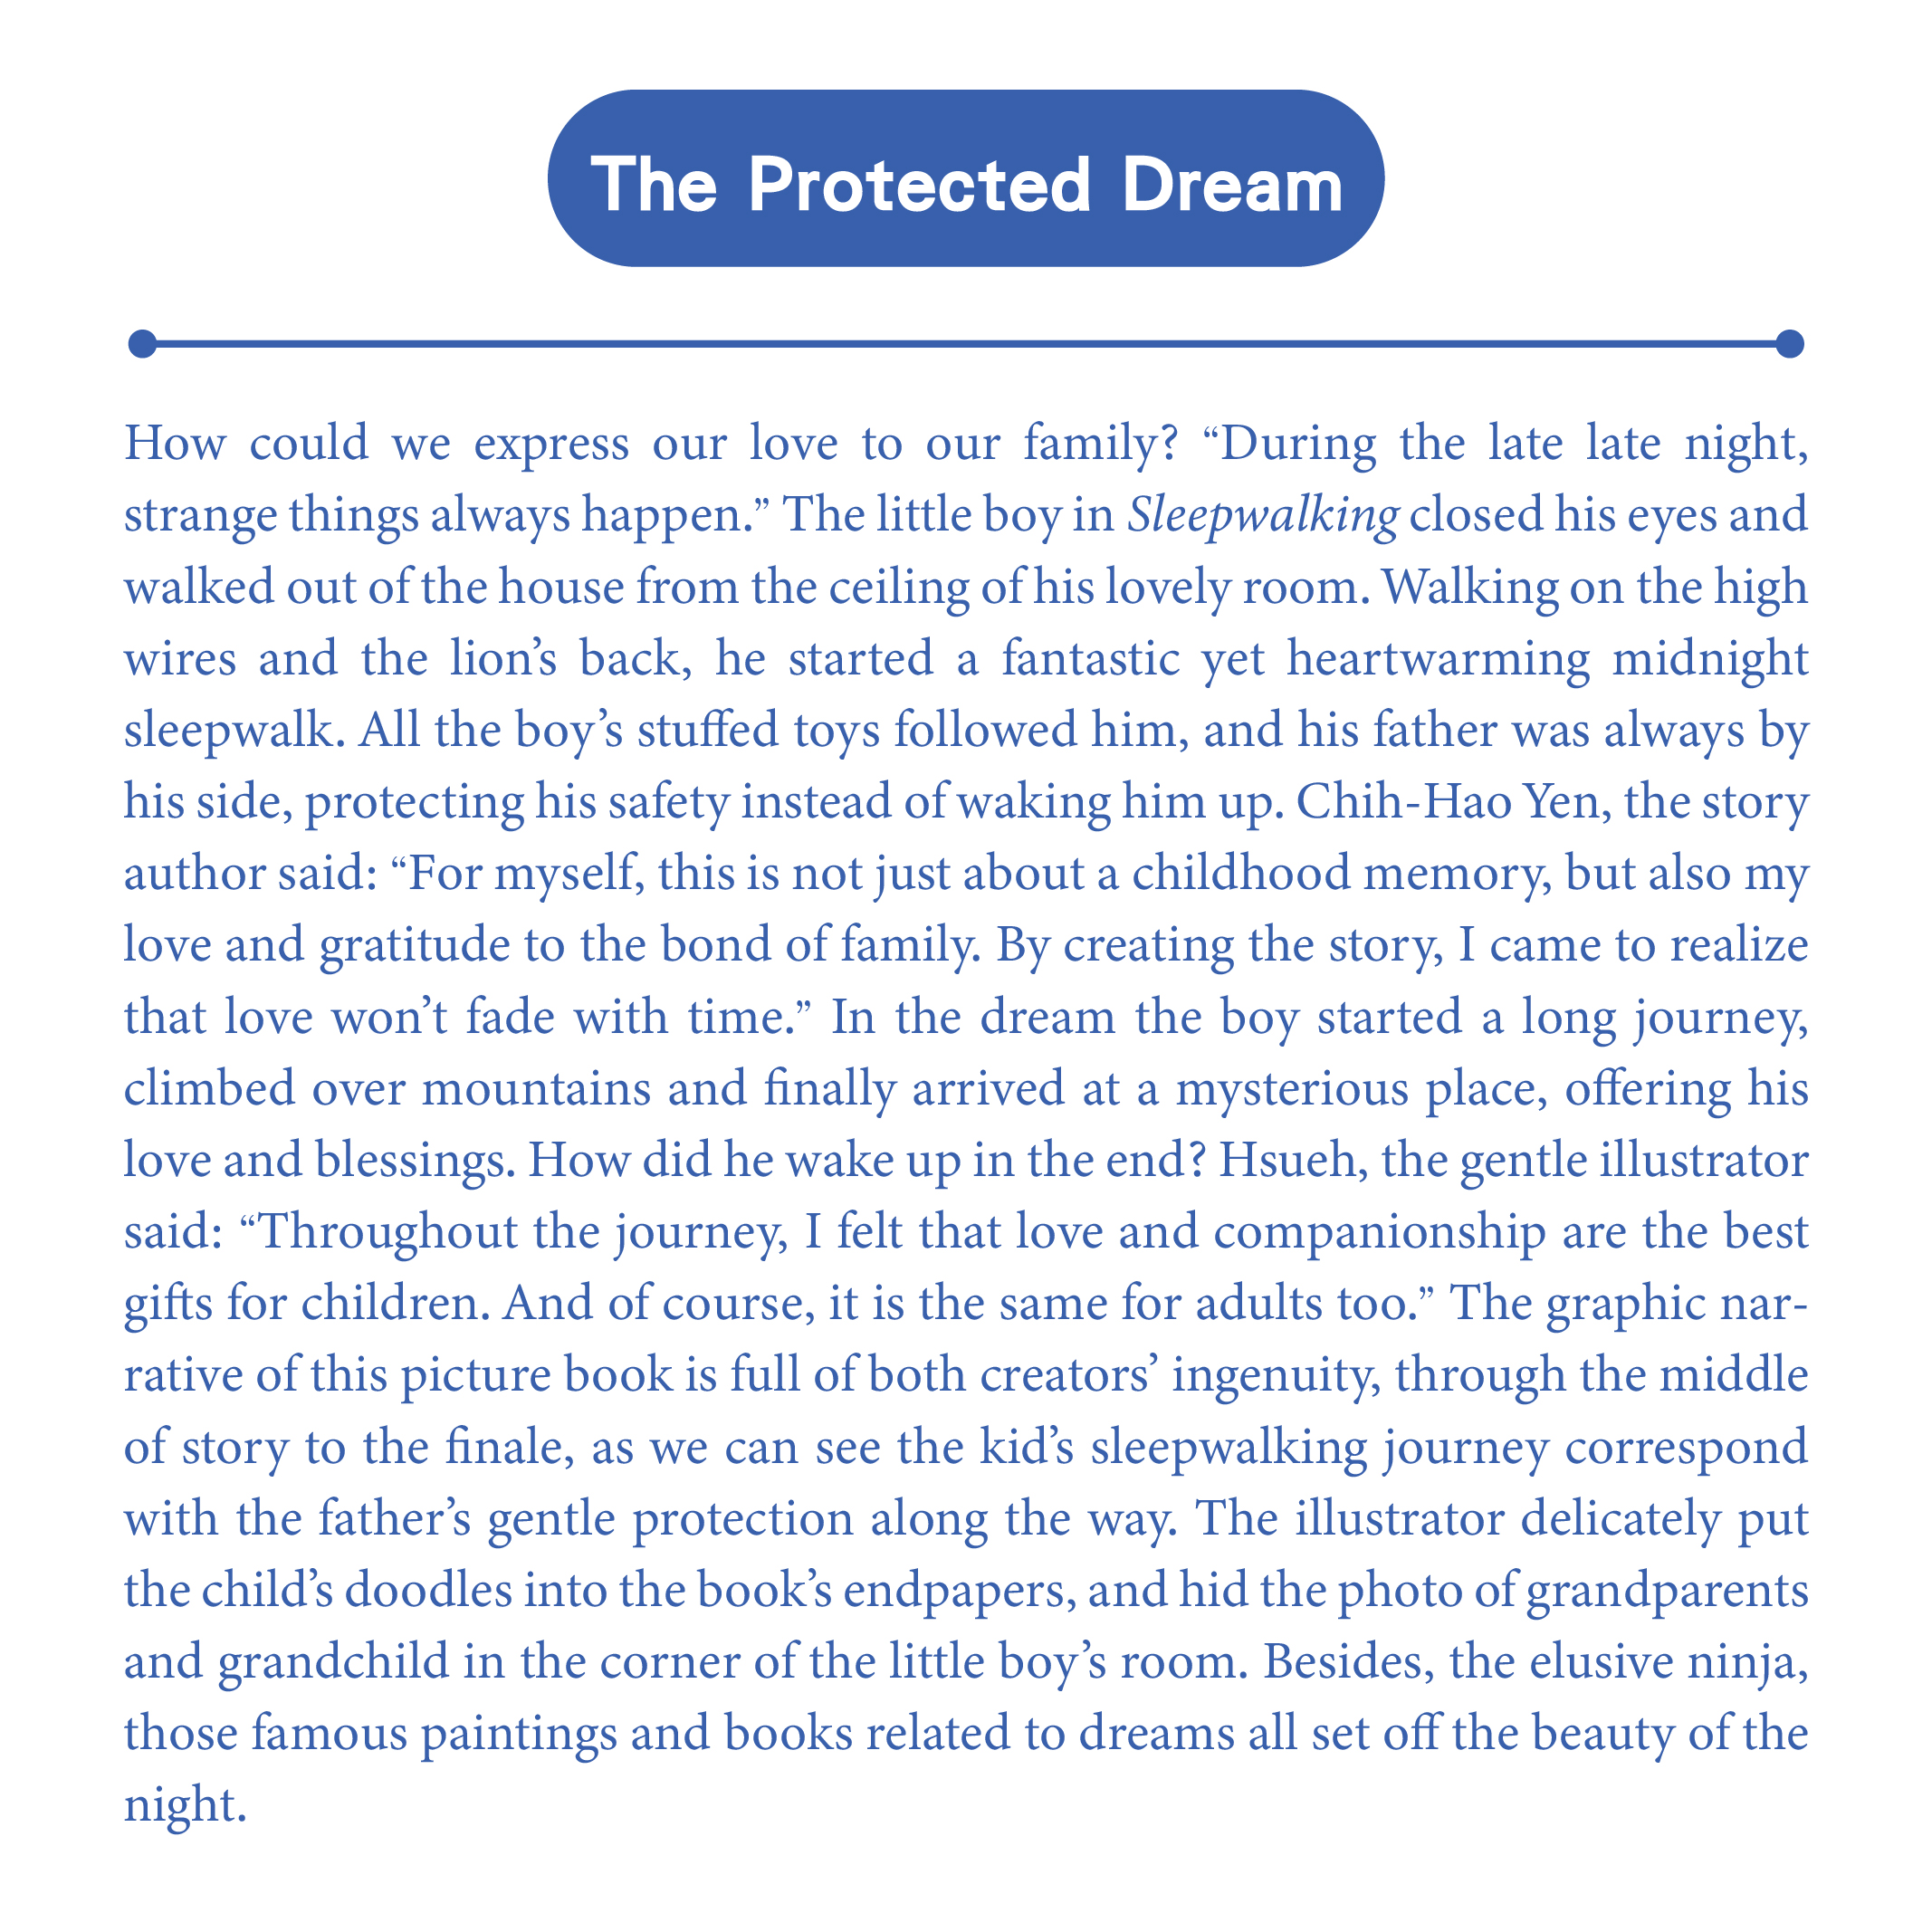 The Protected Dream
How could we express our love to our family? “During the late late night,
strange things always happen.” The little boy in Sleepwalking closed his eyes and
walked out of the house from the ceiling of his lovely room. Walking on the high
wires and the lion’s back, he started a fantastic yet heartwarming midnight
sleepwalk. All the boy’s stuffed toys followed him, and his father was always by
his side, protecting his safety instead of waking him up. Chih-Hao Yen, the story
author said: “For myself, this is not just about a childhood memory, but also my
love and gratitude to the bond of family. By creating the story, I came to realize
that love won’t fade with time.” In the dream the boy started a long journey,
climbed over mountains and finally arrived at a mysterious place, offering his
love and blessings. How did he wake up in the end? Hsueh, the gentle illustrator
said: “Throughout the journey, I felt that love and companionship are the best
gifts for children. And of course, it is the same for adults too.” The graphic nar-
rative of this picture book is full of both creators’ ingenuity, through the middle
of story to the finale, as we can see the kid’s sleepwalking journey correspond
with the father’s gentle protection along the way. The illustrator delicately put
the child’s doodles into the book’s endpapers, and hid the photo of grandparents
and grandchild in the corner of the little boy’s room. Besides, the elusive ninja,
those famous paintings and books related to dreams all set off the beauty of the
night.